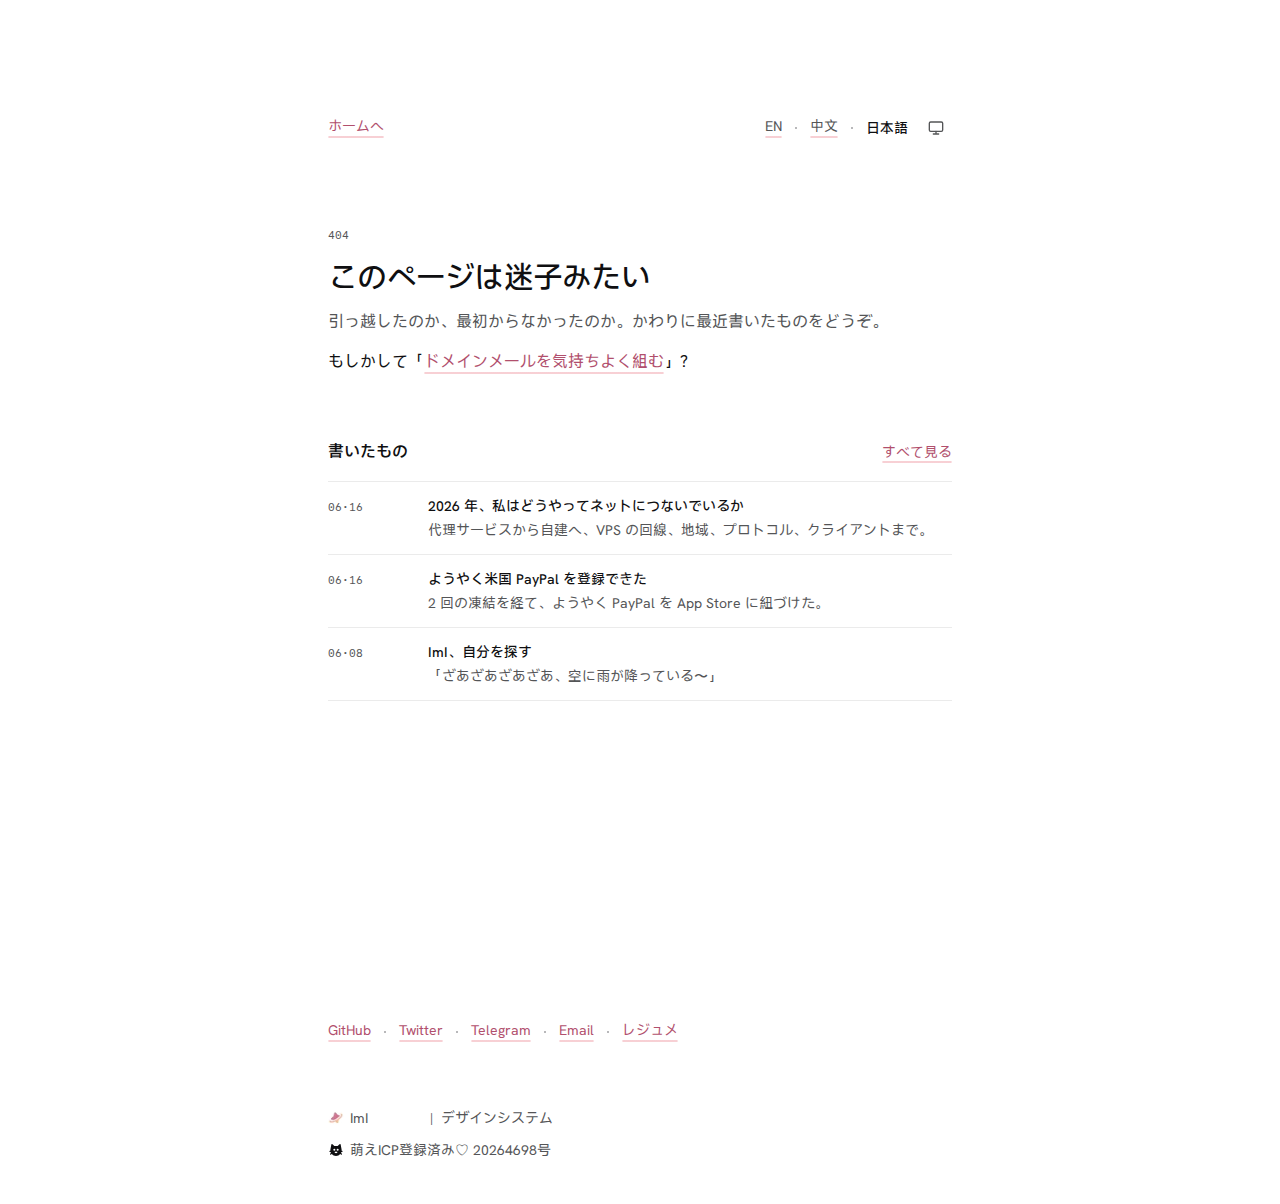 ホームへ
EN · 中文 · 日本語
404
このページは迷子みたい
引っ越したのか、最初からなかったのか。かわりに最近書いたものをどうぞ。
もしかして「ドメインメールを気持ちよく組む」？
書いたもの
すべて見る
06·16
2026 年、私はどうやってネットにつないでいるか
代理サービスから自建へ、VPS の回線、地域、プロトコル、クライアントまで。
06·16
ようやく米国 PayPal を登録できた
2 回の凍結を経て、ようやく PayPal を App Store に紐づけた。
06·08
lml、自分を探す
「ざあざあざあざあ、空に雨が降っている〜」
GitHub · Twitter · Telegram · Email · レジュメ
lml | デザインシステム
萌えICP登録済み♡ 20264698号